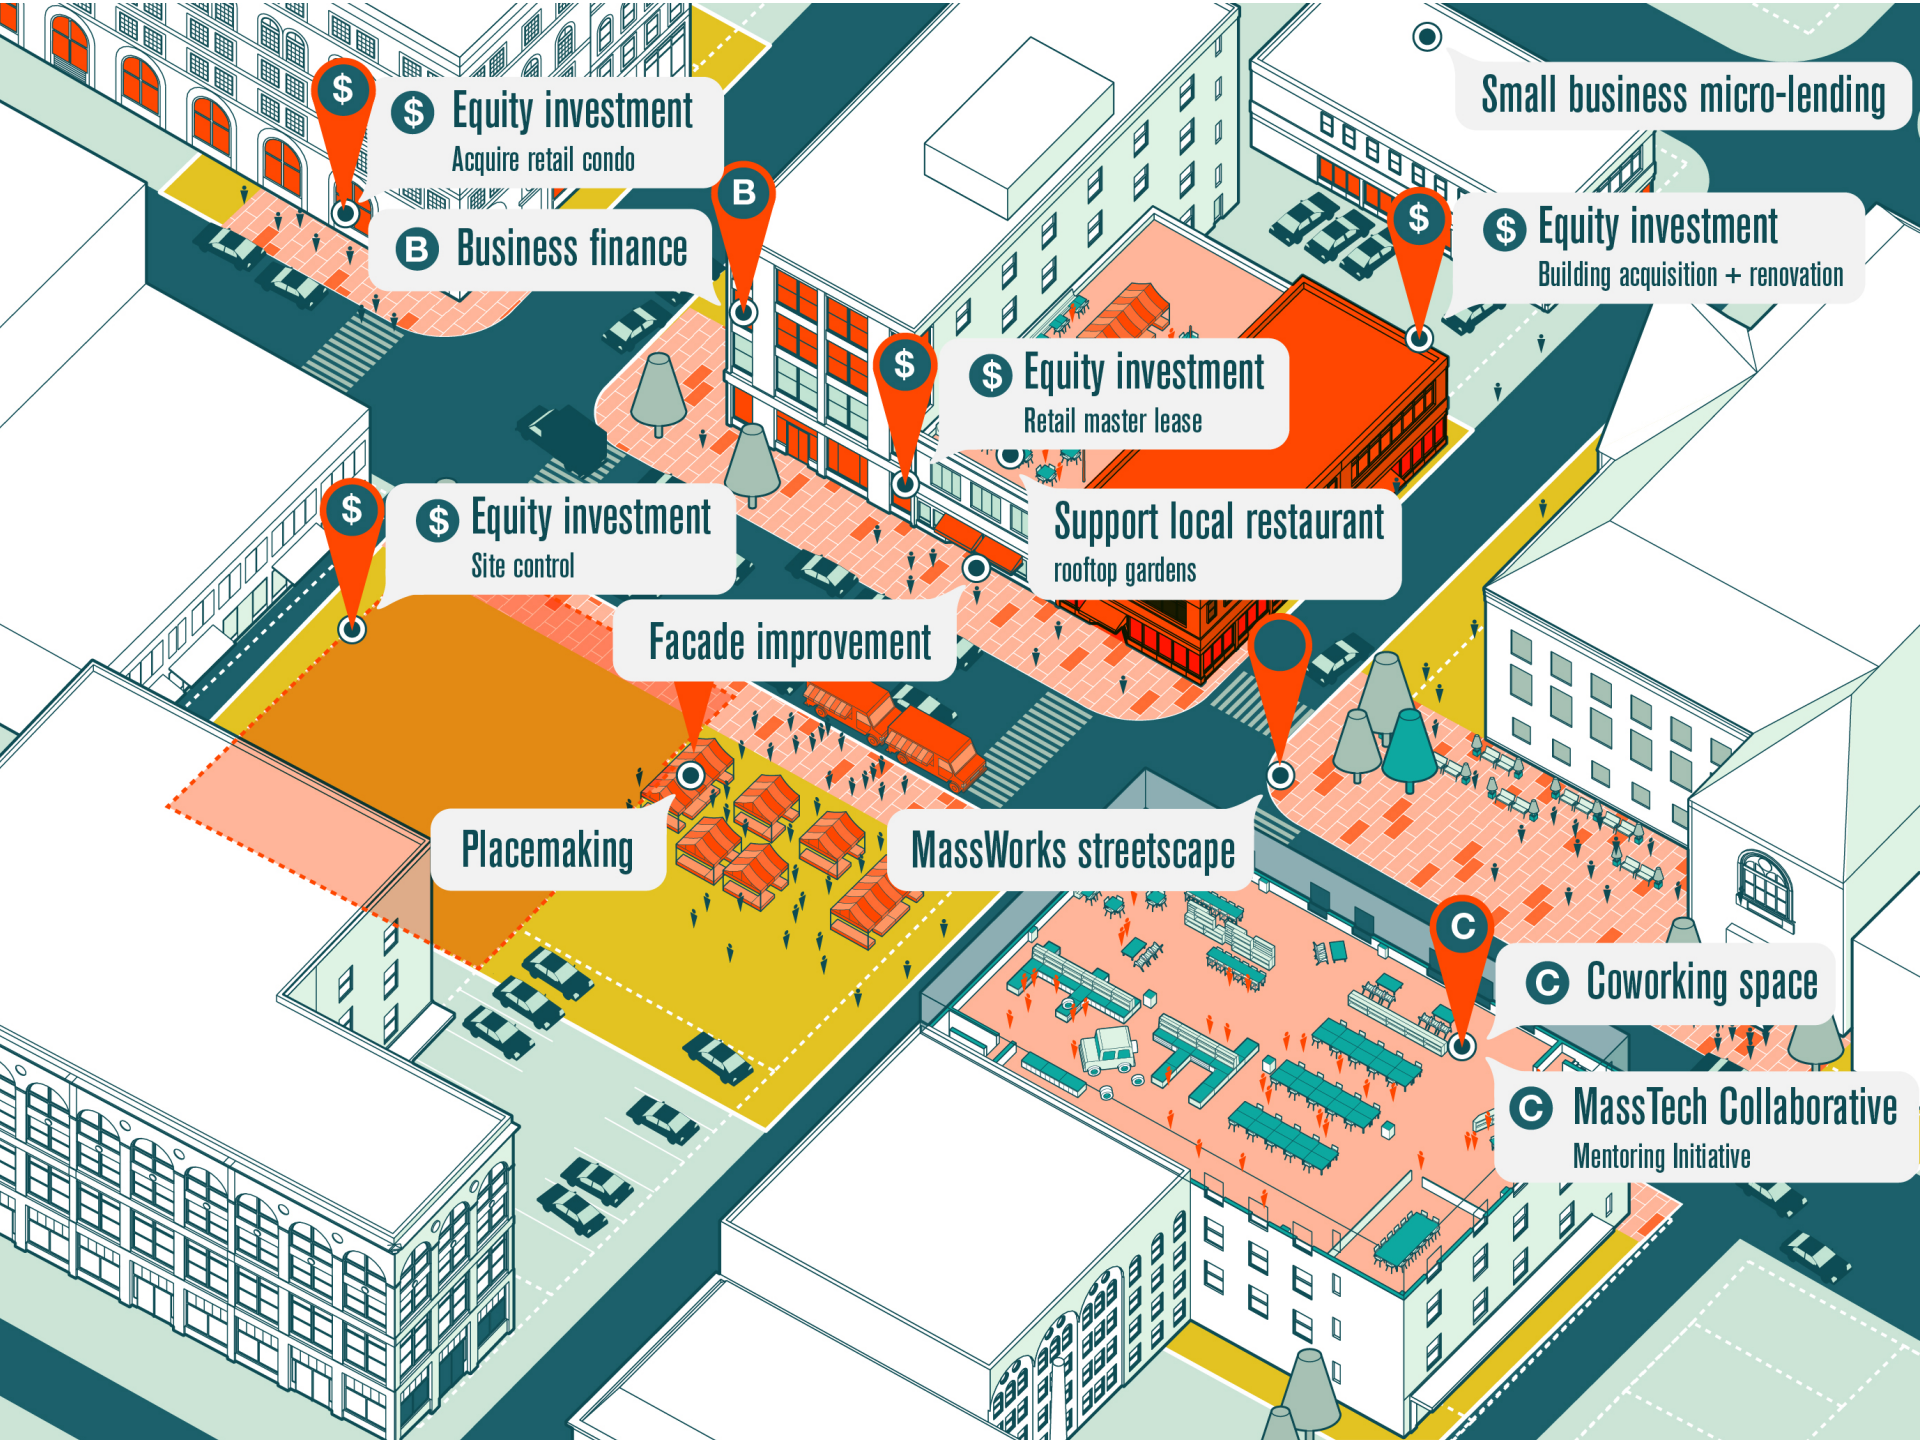 Small business micro-lending
$
$ Equity investment
Acquire retail condo
B
B Business finance
$
$ Equity investment
Building acquisition + renovation
$
$ Equity investment
Retail master lease
$
$ Equity investment
Site control
Support local restaurant
rooftop gardens
Facade improvement
Placemaking
MassWorks streetscape
C
C Coworking space
C MassTech Collaborative
Mentoring Initiative